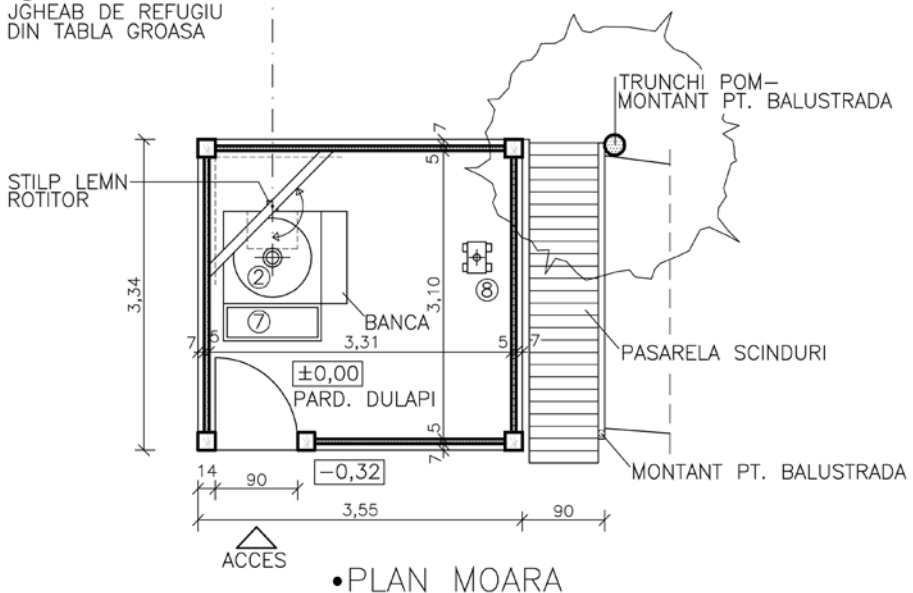 JGHEAB DE REFUGIU
DIN TABLA GROASA
TRUNCHI POM-
MONTANT PT. BALUSTRADA
7
5
STILP LEMN
ROTITOR
2
3,34
3,10
8
7
BANCA
7
5
3,31
5
7
PASARELA SCINDURI
±0,00
PARD. DULAPI
5
7
-0,32
MONTANT PT. BALUSTRADA
14
90
3,55
90
ACCES
•PLAN MOARA